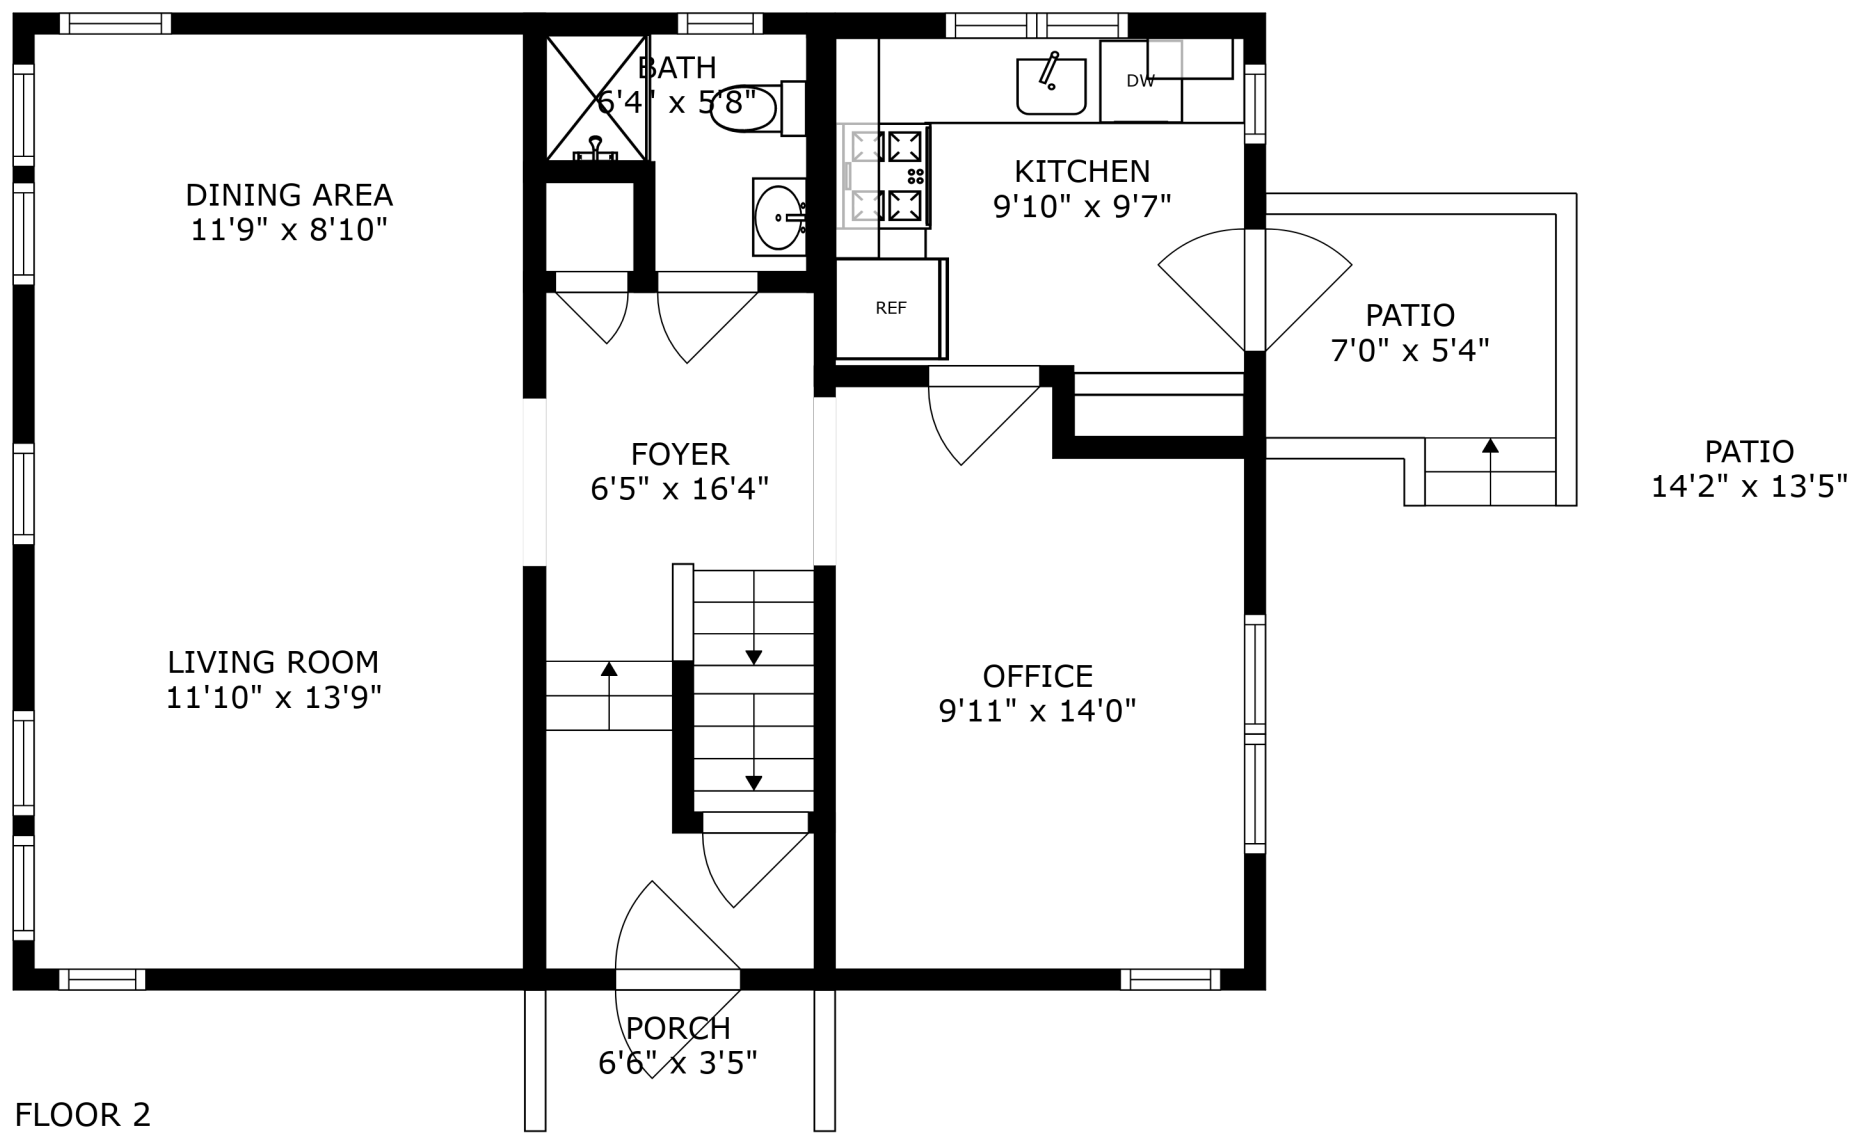 BATH
6'4" x 5'8"
DW
KITCHEN
9'10" x 9'7"
DINING AREA
11'9" x 8'10"
REF
PATIO
7'0" x 5'4"
FOYER
6'5" x 16'4"
PATIO
14'2" x 13'5"
LIVING ROOM
11'10" x 13'9"
OFFICE
9'11" x 14'0"
PORCH
6'6" x 3'5"
FLOOR 2